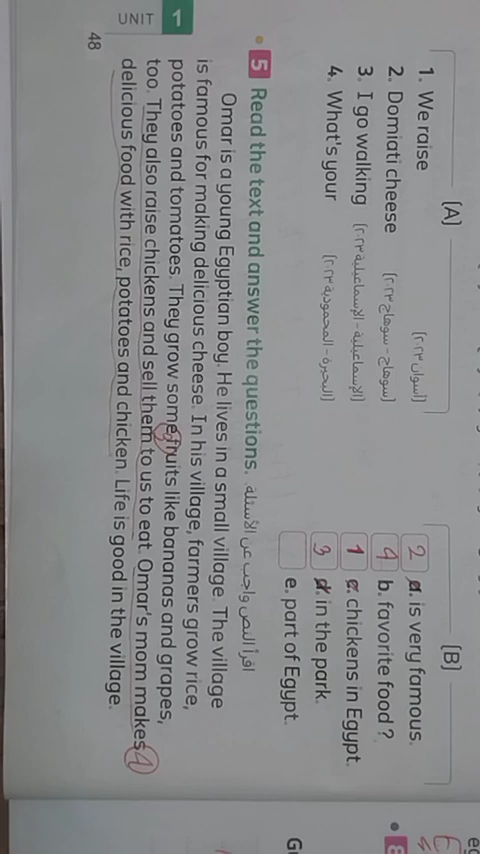 [A]
[B]
1. We raise [أسوان ٢٠٢٣]
2 a. is very famous.
2. Domiati cheese [سوهاج - سوهاج ٢٠٢٣]
4 b. favorite food?
3. I go walking [الإسماعيلية - الإسماعيلية ٢٠٢٣]
1 c. chickens in Egypt.
4. What's your [البحيرة - المحمودية ٢٠٢٣]
3 d. in the park.
e. part of Egypt.
5 Read the text and answer the questions. اقرأ النص وأجب عن الأسئلة.
Omar is a young Egyptian boy. He lives in a small village. The village
is famous for making delicious cheese. In his village, farmers grow rice,
potatoes and tomatoes. They grow some fruits like bananas and grapes,
too. They also raise chickens and sell them to us to eat. Omar's mom makes
delicious food with rice, potatoes and chicken. Life is good in the village.
3
4
1
UNIT
48
8